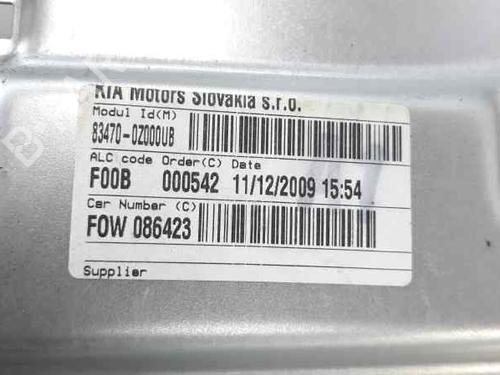 KIA Motors Slovakia s.r.o.
Modul Id(M)
83470-0Z000UB
ALC code Order(C) Date
F00B 000542 11/12/2009 15:54
Car Number (C)
FOW 086423
Supplier